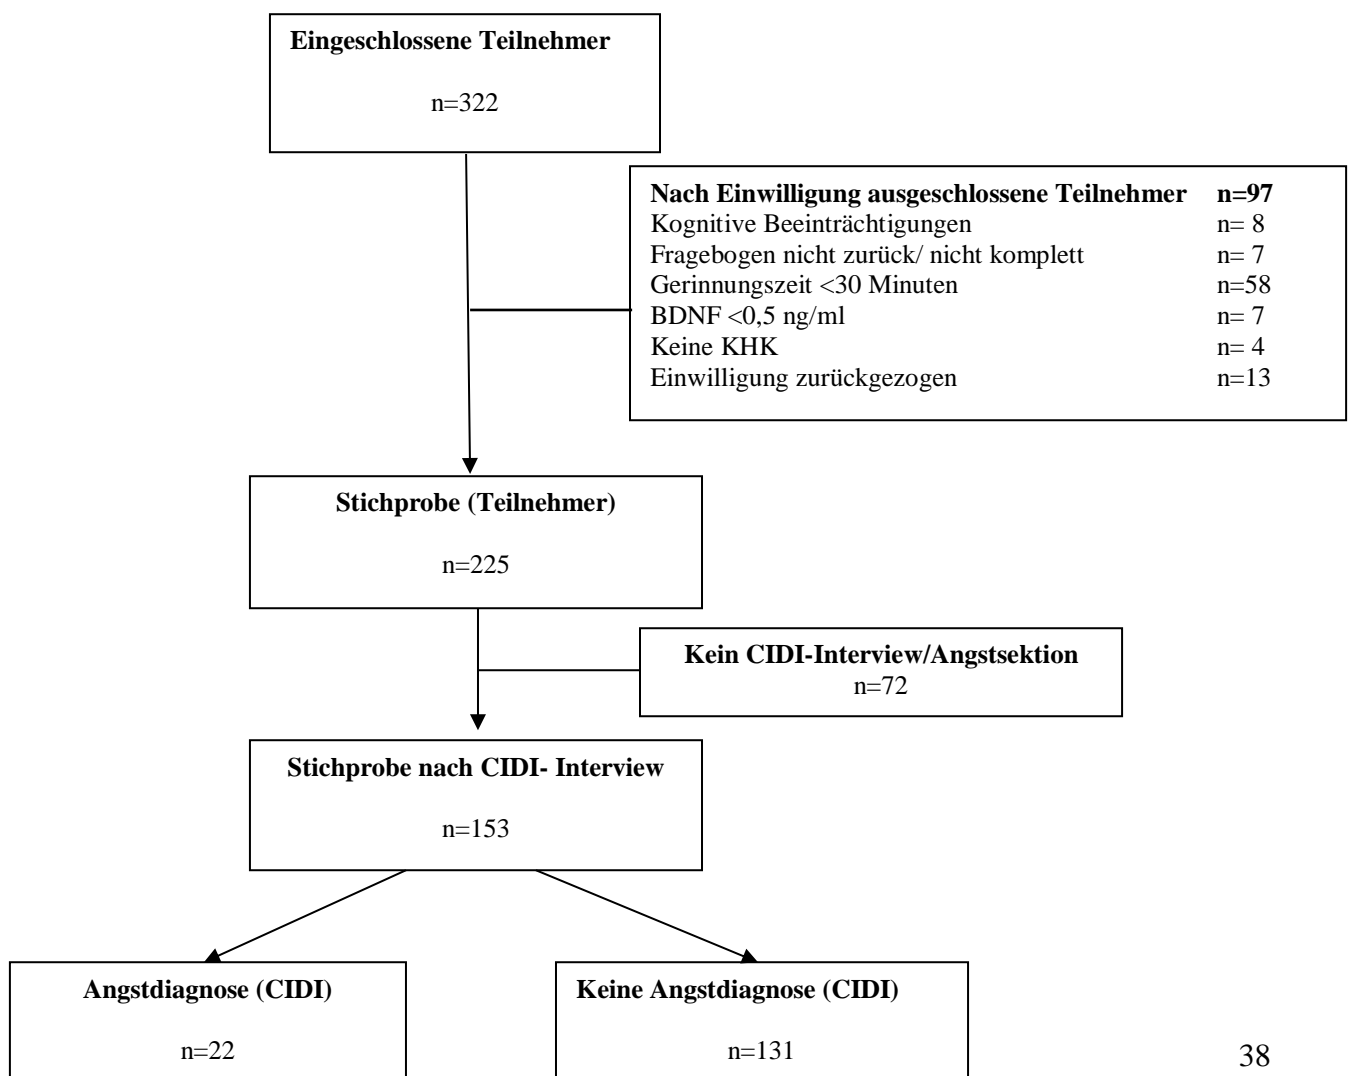 Eingeschlossene Teilnehmer
n=322
Nach Einwilligung ausgeschlossene Teilnehmer n=97
Kognitive Beeinträchtigungen n= 8
Fragebogen nicht zurück/ nicht komplett n= 7
Gerinnungszeit <30 Minuten n=58
BDNF <0,5 ng/ml n= 7
Keine KHK n= 4
Einwilligung zurückgezogen n=13
Stichprobe (Teilnehmer)
n=225
Kein CIDI-Interview/Angstsektion
n=72
Stichprobe nach CIDI- Interview
n=153
Angstdiagnose (CIDI)
n=22
Keine Angstdiagnose (CIDI)
n=131
38